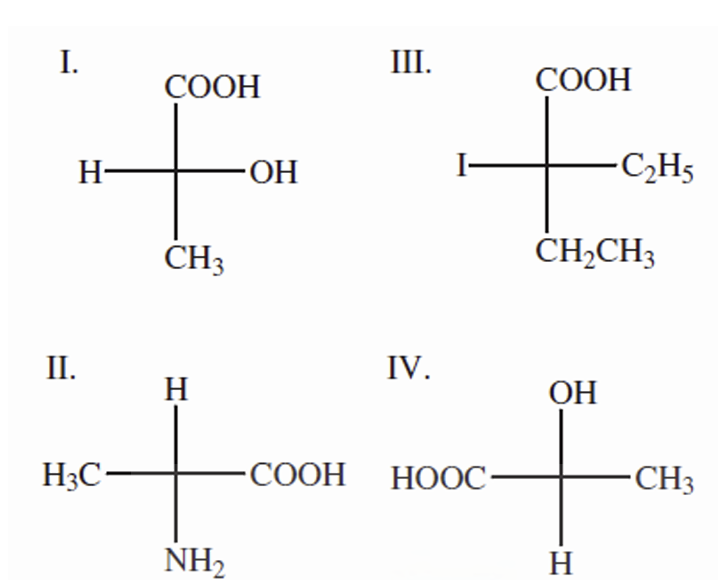 I.
COOH
H OH
CH₃
III.
COOH
I C₂H₅
CH₂CH₃
II.
H
H₃C COOH
NH₂
IV.
OH
HOOC CH₃
H